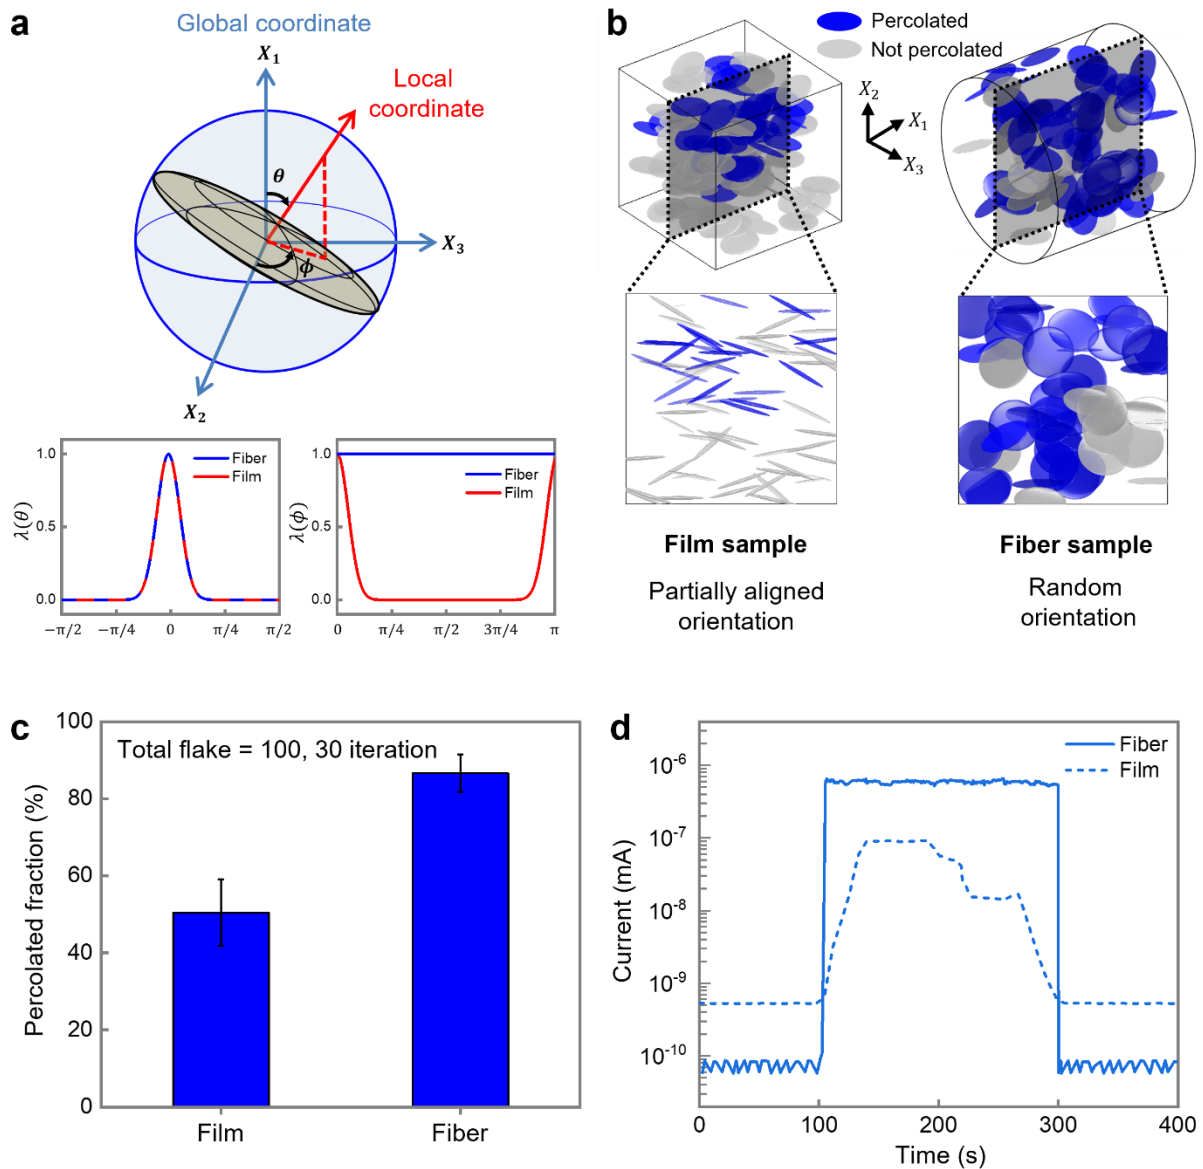 a
Global coordinate
X₁
Local
coordinate
θ
X₃
ϕ
X₂
λ(θ)
1.0
0.5
0.0
Fiber
Film
−π/2
−π/4
0
π/4
π/2
λ(ϕ)
1.0
0.5
0.0
Fiber
Film
0
π/4
π/2
3π/4
π
b
Percolated
Not percolated
X₂
X₁
X₃
Film sample
Partially aligned
orientation
Fiber sample
Random
orientation
c
Total flake = 100, 30 iteration
Percolated fraction (%)
100
80
60
40
20
0
Film
Fiber
d
Fiber
Film
Current (mA)
10⁻⁶
10⁻⁷
10⁻⁸
10⁻⁹
10⁻¹⁰
0
100
200
300
400
Time (s)